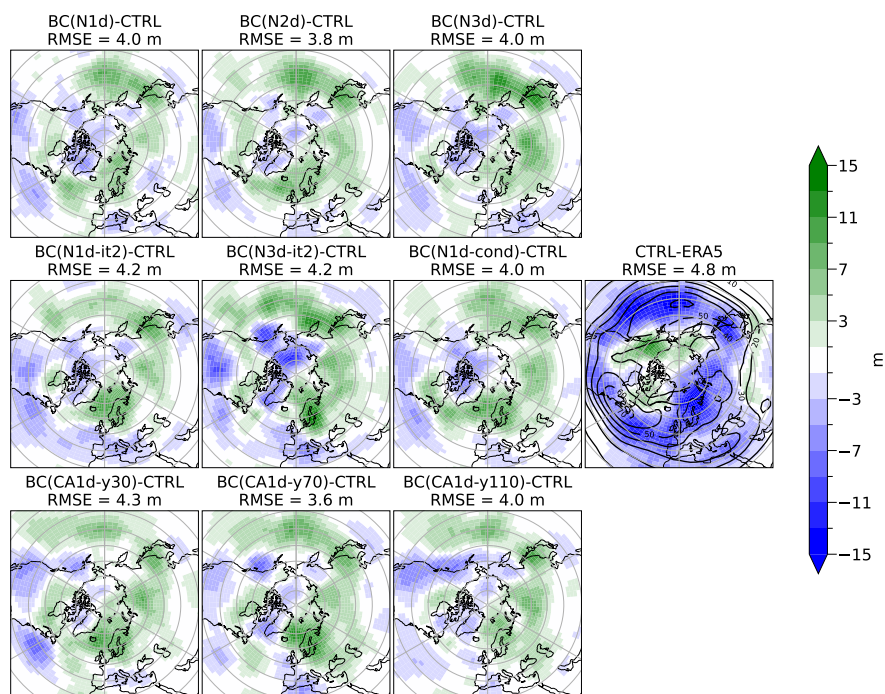 BC(N1d)-CTRL
RMSE = 4.0 m
BC(N2d)-CTRL
RMSE = 3.8 m
BC(N3d)-CTRL
RMSE = 4.0 m
BC(N1d-it2)-CTRL
RMSE = 4.2 m
BC(N3d-it2)-CTRL
RMSE = 4.2 m
BC(N1d-cond)-CTRL
RMSE = 4.0 m
CTRL-ERA5
RMSE = 4.8 m
BC(CA1d-y30)-CTRL
RMSE = 4.3 m
BC(CA1d-y70)-CTRL
RMSE = 3.6 m
BC(CA1d-y110)-CTRL
RMSE = 4.0 m
15
11
7
3
−3
−7
−11
−15
m